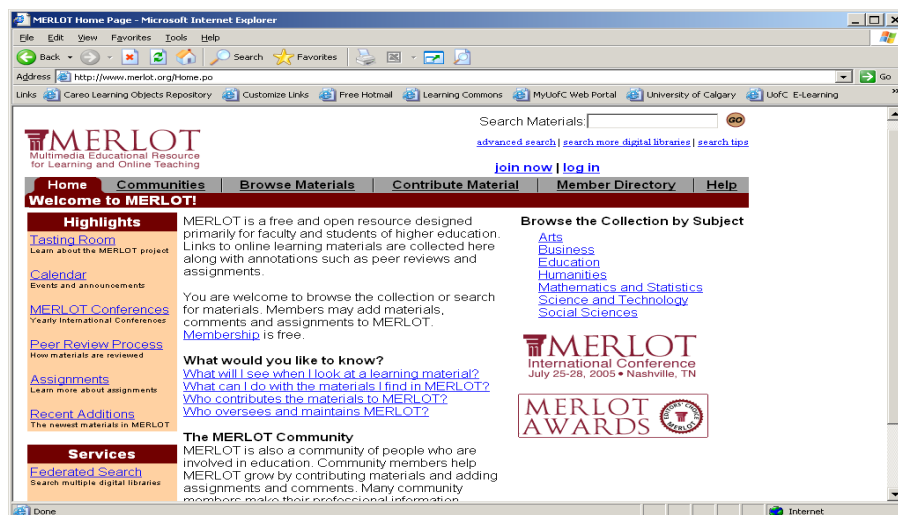 MERLOT Home Page - Microsoft Internet Explorer
File Edit View Favorites Tools Help
Back Search Favorites
Address http://www.merlot.org/Home.po Go
Links Careo Learning Objects Repository Customize Links Free Hotmail Learning Commons MyUofC Web Portal University of Calgary UofC E-Learning »
Search Materials: GO
advanced search | search more digital libraries | search tips
MERLOT
Multimedia Educational Resource
for Learning and Online Teaching
join now | log in
Home Communities Browse Materials Contribute Material Member Directory Help
Welcome to MERLOT!
Highlights
Tasting Room
Learn about the MERLOT project
Calendar
Events and announcements
MERLOT Conferences
Yearly International Conferences
Peer Review Process
How materials are reviewed
Assignments
Learn more about assignments
Recent Additions
The newest materials in MERLOT
Services
Federated Search
Search multiple digital libraries
MERLOT is a free and open resource designed
primarily for faculty and students of higher education.
Links to online learning materials are collected here
along with annotations such as peer reviews and
assignments.
You are welcome to browse the collection or search
for materials. Members may add materials,
comments and assignments to MERLOT.
Membership is free.
What would you like to know?
What will I see when I look at a learning material?
What can I do with the materials I find in MERLOT?
Who contributes the materials to MERLOT?
Who oversees and maintains MERLOT?
The MERLOT Community
MERLOT is also a community of people who are
involved in education. Community members help
MERLOT grow by contributing materials and adding
assignments and comments. Many community
members make their professional information
Browse the Collection by Subject
Arts
Business
Education
Humanities
Mathematics and Statistics
Science and Technology
Social Sciences
MERLOT
International Conference
July 25-28, 2005 • Nashville, TN
MERLOT
AWARDS
EDITORS' CHOICE
MERLOT
Done Internet